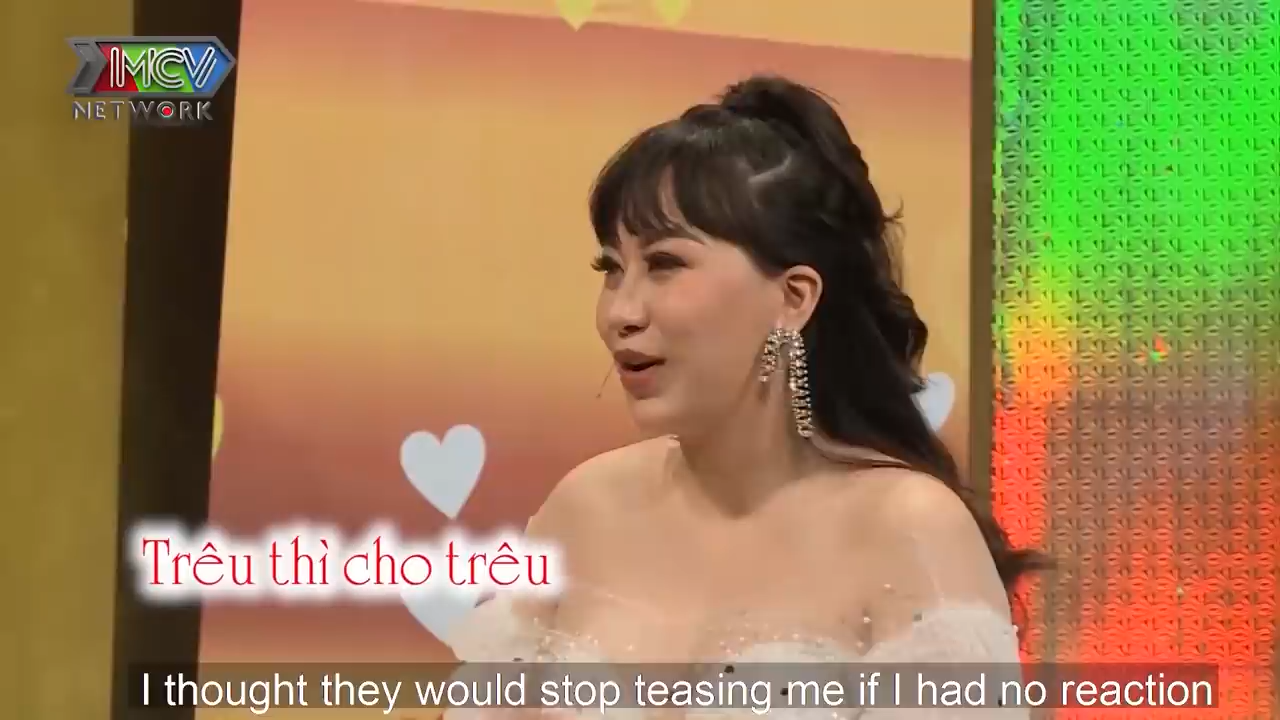 MCV
NETWORK
Trêu thì cho trêu
I thought they would stop teasing me if I had no reaction